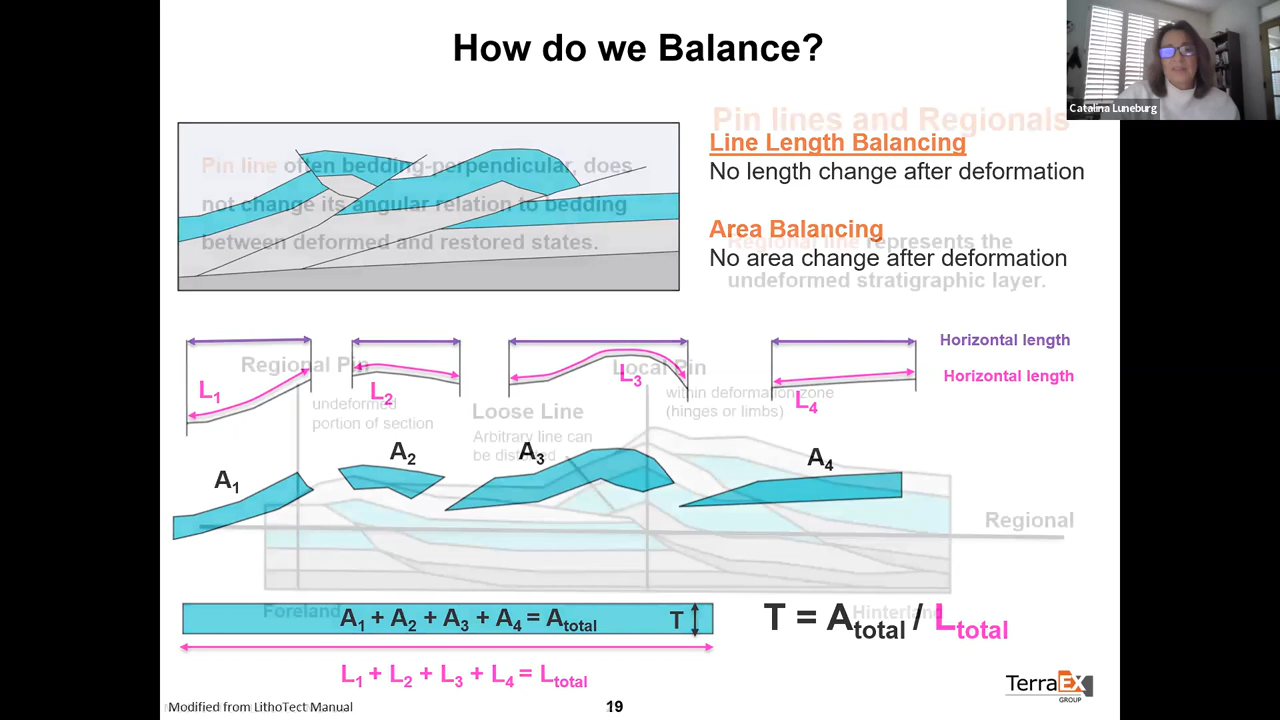 How do we Balance?
Catalina Luneburg
Pin lines and Regionals
Line Length Balancing
No length change after deformation
Pin line often bedding-perpendicular, does
not change its angular relation to bedding
between deformed and restored states.
Area Balancing
Regional line represents the
No area change after deformation
undeformed stratigraphic layer.
Horizontal length
Regional Pin
Local Pin
Horizontal length
L1
L2
L3
L4
undeformed
portion of section
Loose Line
Arbitrary line can
within deformation zone
(hinges or limbs)
A1
A2
A3
A4
Regional
Foreland
Hinterland
A1 + A2 + A3 + A4 = Atotal
T
T = Atotal / Ltotal
L1 + L2 + L3 + L4 = Ltotal
TerraEX
GROUP
Modified from LithoTect Manual
19